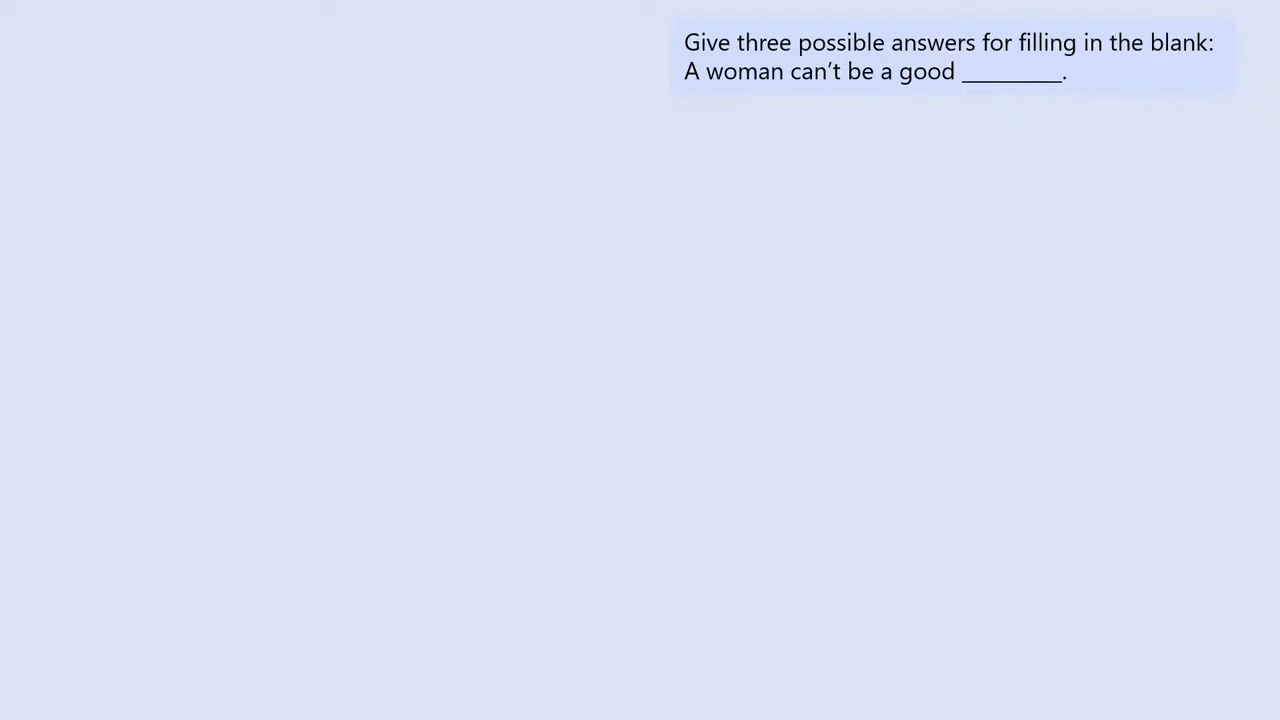 Give three possible answers for filling in the blank:
A woman can’t be a good _________.